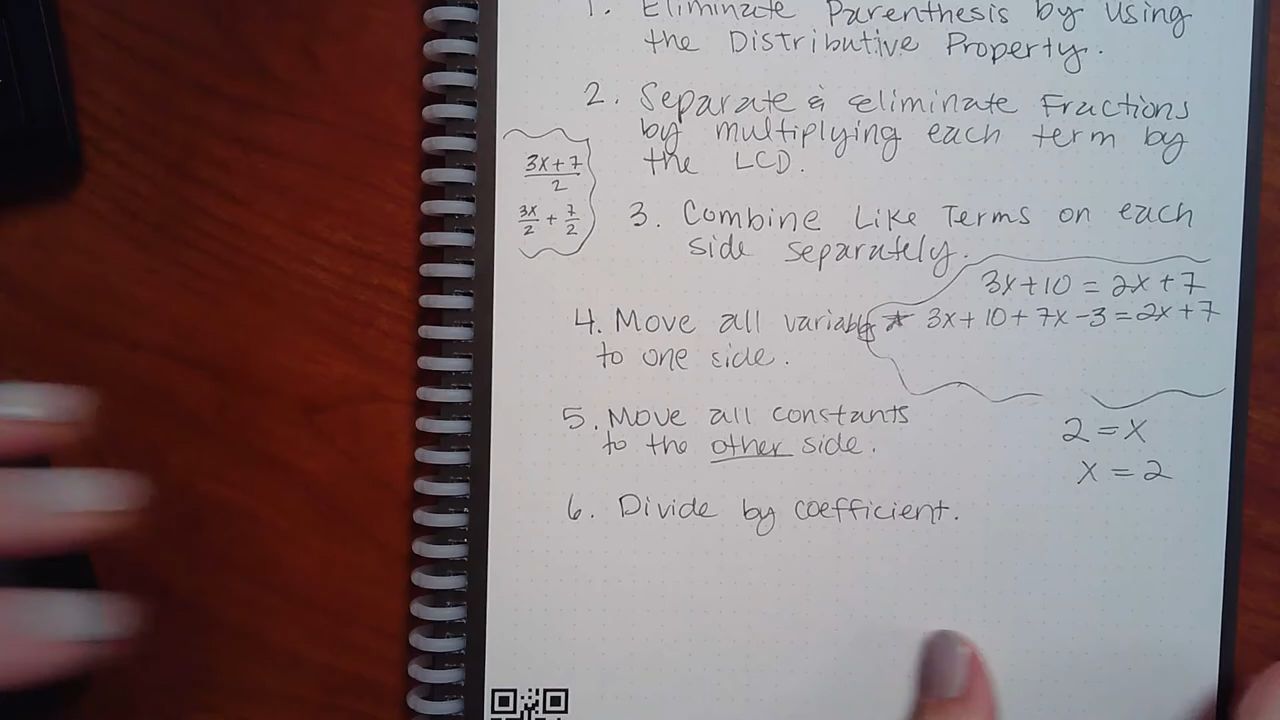 1. Eliminate Parenthesis by Using
the Distributive Property.
2. Separate & eliminate Fractions
by multiplying each term by
the LCD.
3x+7
2
3x/2 + 7/2
3. Combine Like Terms on each
side separately.
3x+10 = 2x+7
4. Move all variables * 3x+10+7x-3=2x+7
to one side.
5. Move all constants
to the other side.
2 = x
x = 2
6. Divide by coefficient.